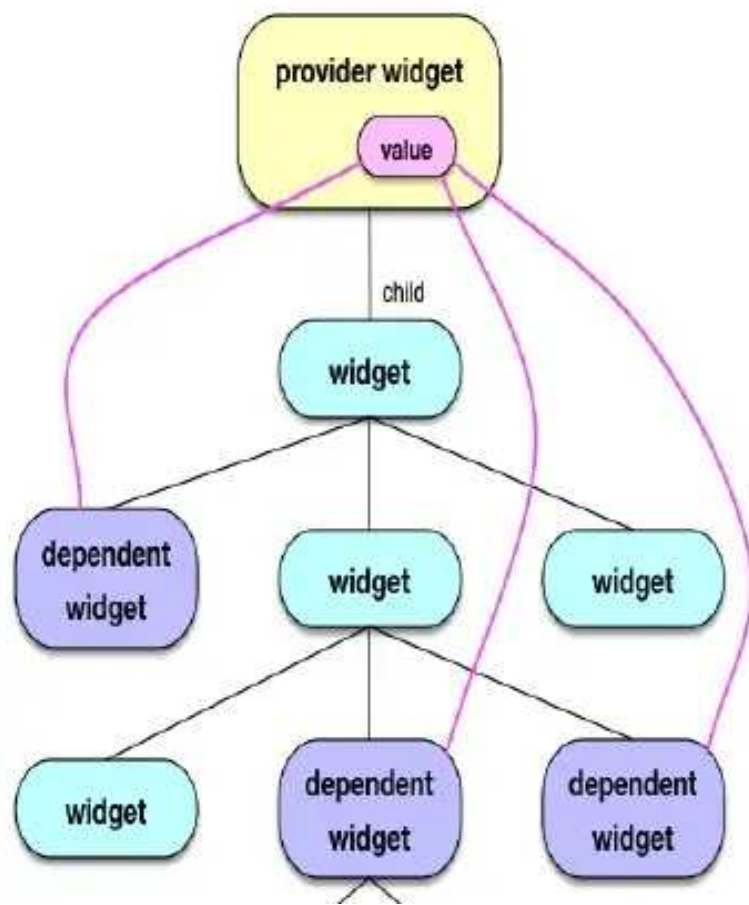 provider widget
value
child
widget
dependent
widget
widget
widget
widget
dependent
widget
dependent
widget